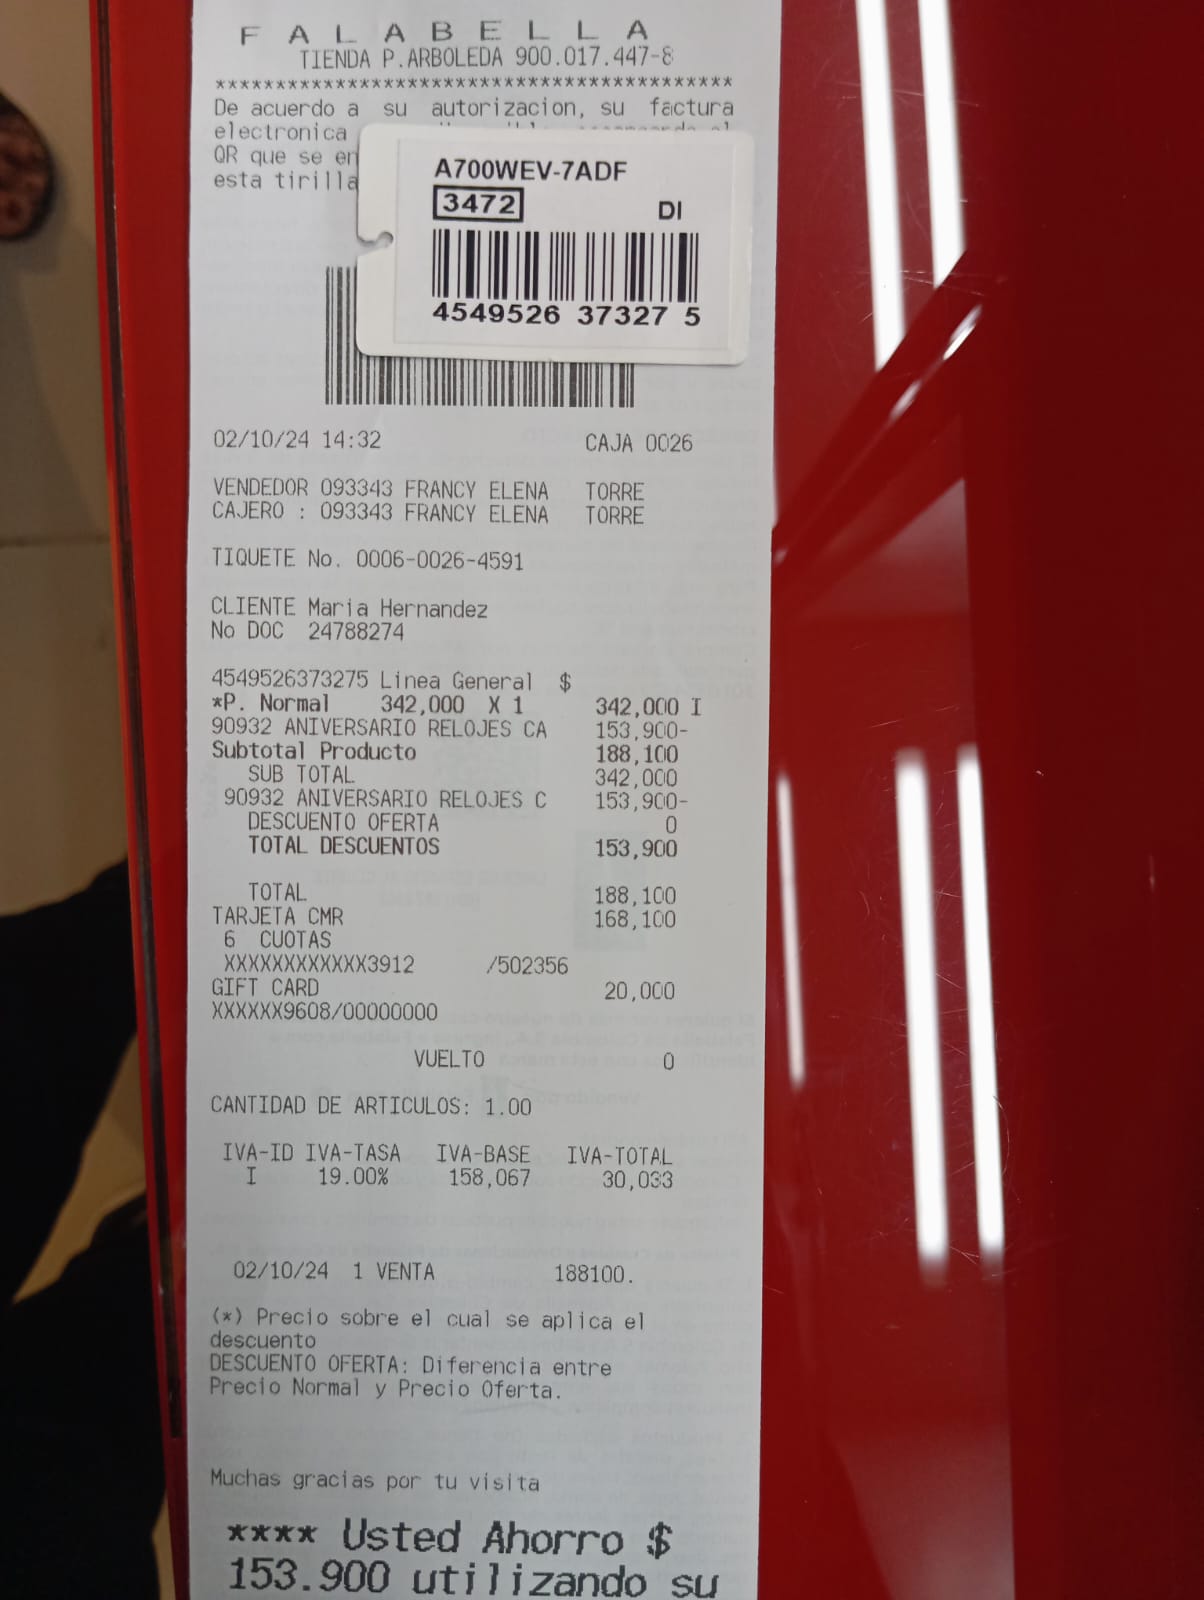 F A L A B E L L A
TIENDA P.ARBOLEDA 900.017.447-8
******************************************
De acuerdo a su autorizacion, su factura
electronica
QR que se en
esta tirilla
A700WEV-7ADF
3472 DI
4549526 37327 5
02/10/24 14:32 CAJA 0026
VENDEDOR 093343 FRANCY ELENA TORRE
CAJERO : 093343 FRANCY ELENA TORRE
TIQUETE No. 0006-0026-4591
CLIENTE Maria Hernandez
No DOC 24788274
4549526373275 Linea General $
*P. Normal 342,000 X 1 342,000 I
90932 ANIVERSARIO RELOJES CA 153,900-
Subtotal Producto 188,100
SUB TOTAL 342,000
90932 ANIVERSARIO RELOJES C 153,900-
DESCUENTO OFERTA 0
TOTAL DESCUENTOS 153,900
TOTAL 188,100
TARJETA CMR 168,100
6 CUOTAS
XXXXXXXXXXXX3912 /502356
GIFT CARD 20,000
XXXXXX9608/00000000
VUELTO 0
CANTIDAD DE ARTICULOS: 1.00
IVA-ID IVA-TASA IVA-BASE IVA-TOTAL
I 19.00% 158,067 30,033
02/10/24 1 VENTA 188100.
(*) Precio sobre el cual se aplica el
descuento
DESCUENTO OFERTA: Diferencia entre
Precio Normal y Precio Oferta.
Muchas gracias por tu visita
**** Usted Ahorro $
153.900 utilizando su